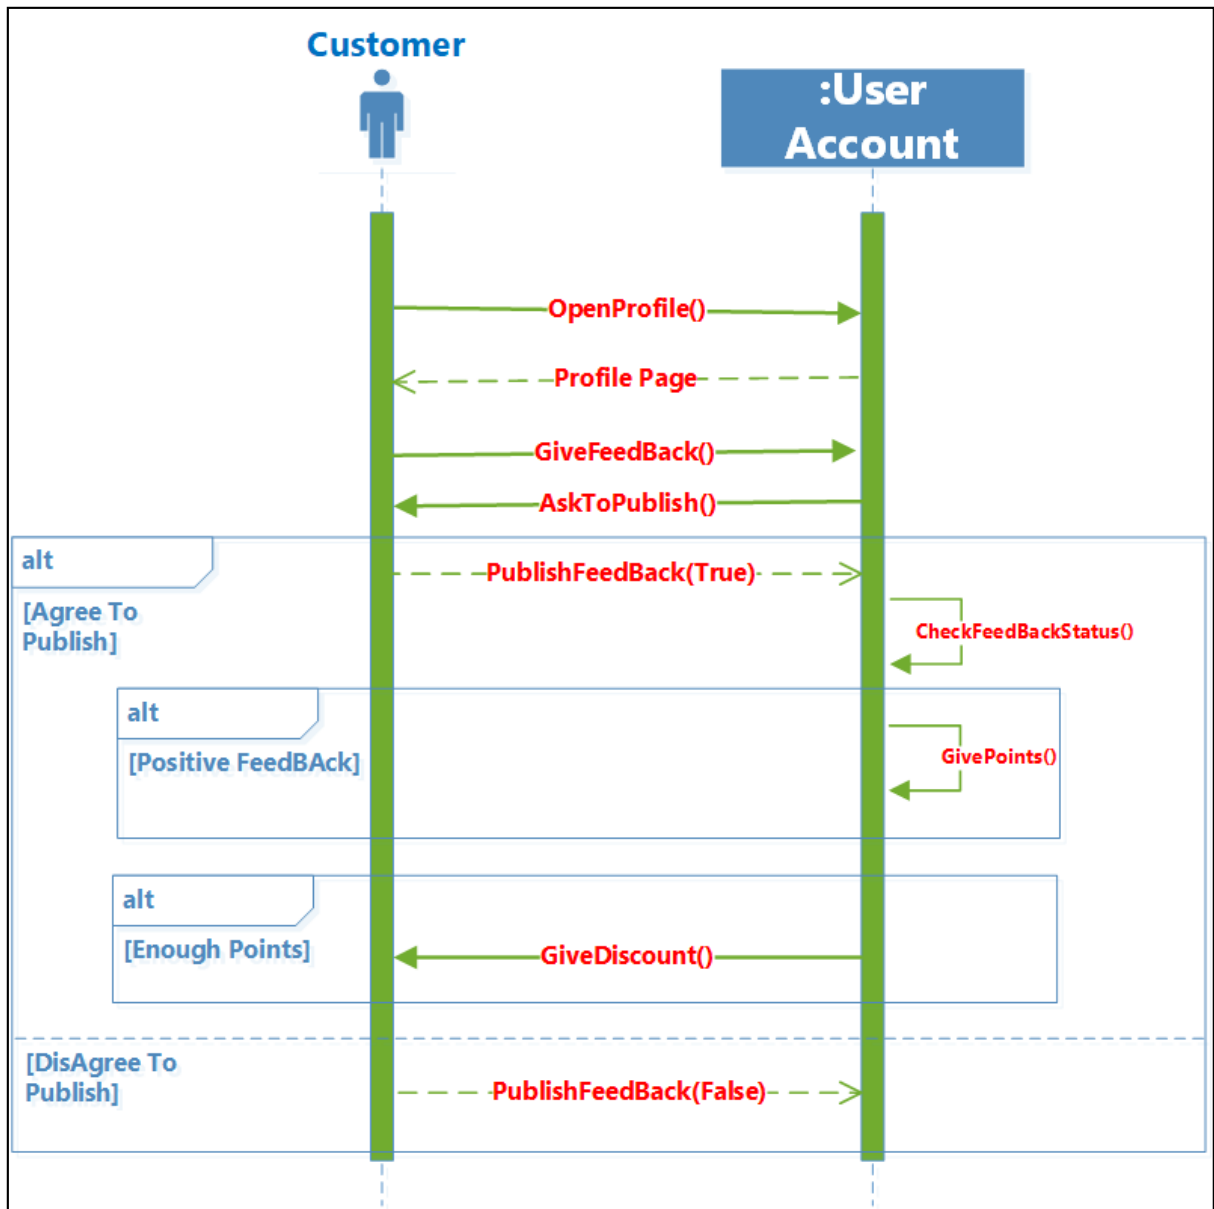 Customer
:User
Account
OpenProfile()
Profile Page
GiveFeedBack()
AskToPublish()
alt
PublishFeedBack(True)
[Agree To
Publish]
CheckFeedBackStatus()
alt
[Positive FeedBAck]
GivePoints()
alt
[Enough Points]
GiveDiscount()
[DisAgree To
Publish]
PublishFeedBack(False)